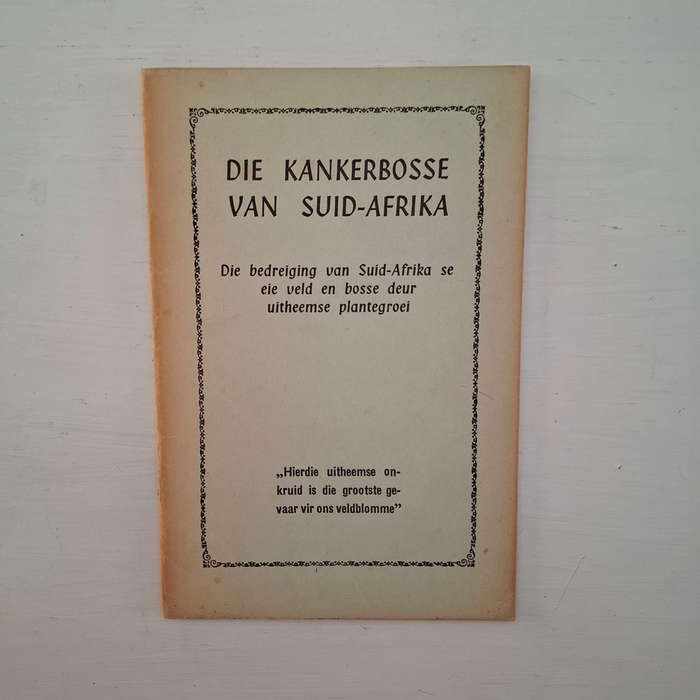 DIE KANKERBOSSE
VAN SUID-AFRIKA
Die bedreiging van Suid-Afrika se
eie veld en bosse deur
uitheemse plantegroei
„Hierdie uitheemse on-
kruid is die grootste ge-
vaar vir ons veldblomme”